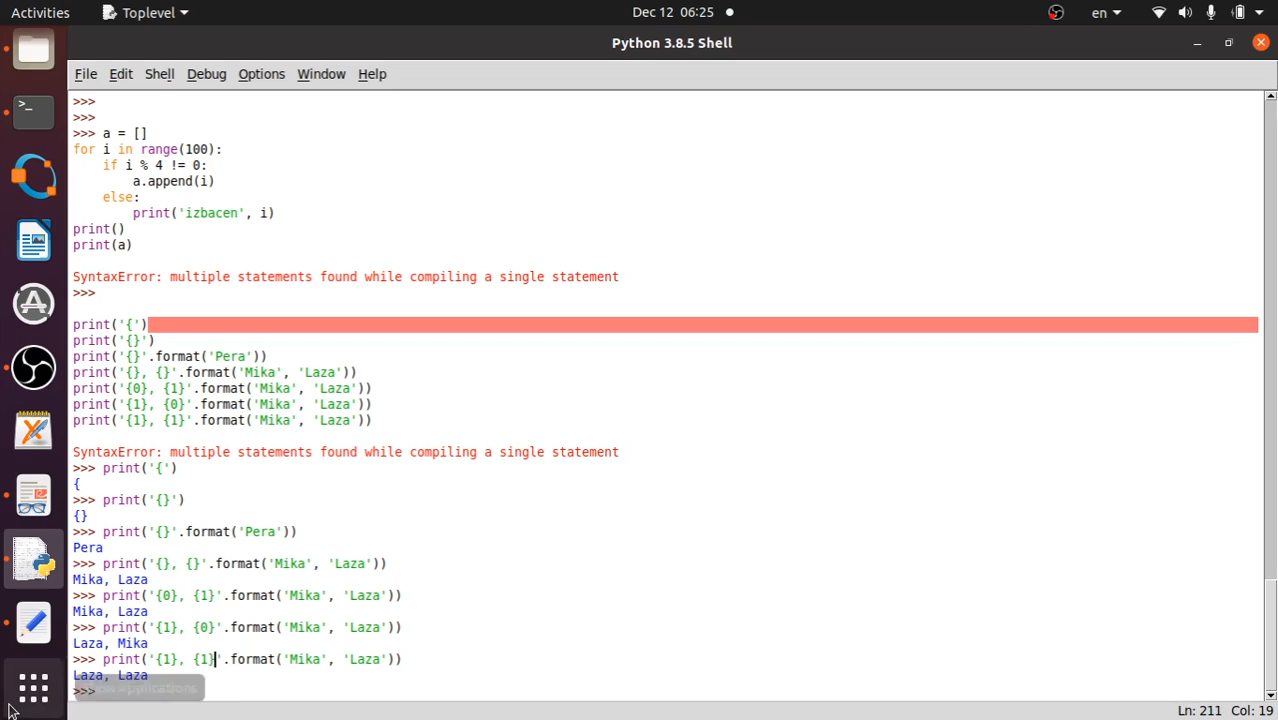 Activities Toplevel Dec 12 06:25 en
Python 3.8.5 Shell
File Edit Shell Debug Options Window Help
>>>
>>>
>>> a = []
for i in range(100):
    if i % 4 != 0:
        a.append(i)
    else:
        print('izbacen', i)
print()
print(a)
SyntaxError: multiple statements found while compiling a single statement
>>>
print('{')
print('{}')
print('{}'.format('Pera'))
print('{}, {}'.format('Mika', 'Laza'))
print('{0}, {1}'.format('Mika', 'Laza'))
print('{1}, {0}'.format('Mika', 'Laza'))
print('{1}, {1}'.format('Mika', 'Laza'))
SyntaxError: multiple statements found while compiling a single statement
>>> print('{')
{
>>> print('{}')
{}
>>> print('{}'.format('Pera'))
Pera
>>> print('{}, {}'.format('Mika', 'Laza'))
Mika, Laza
>>> print('{0}, {1}'.format('Mika', 'Laza'))
Mika, Laza
>>> print('{1}, {0}'.format('Mika', 'Laza'))
Laza, Mika
>>> print('{1}, {1}'.format('Mika', 'Laza'))
Laza, Laza
>>>
Applications
Ln: 211 Col: 19